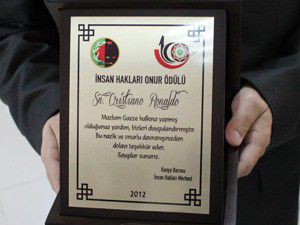 İNSAN HAKLARI ONUR ÖDÜLÜ
Sn. Cristiano Ronaldo
Mazlum Gazze halkına yapmış
olduğunuz yardım, bizleri duygulandırmıştır.
Bu nazik ve onurlu davranışınızdan
dolayı teşekkür eder,
Saygılar sunarız.
Konya Barosu
İnsan Hakları Merkezi
2012